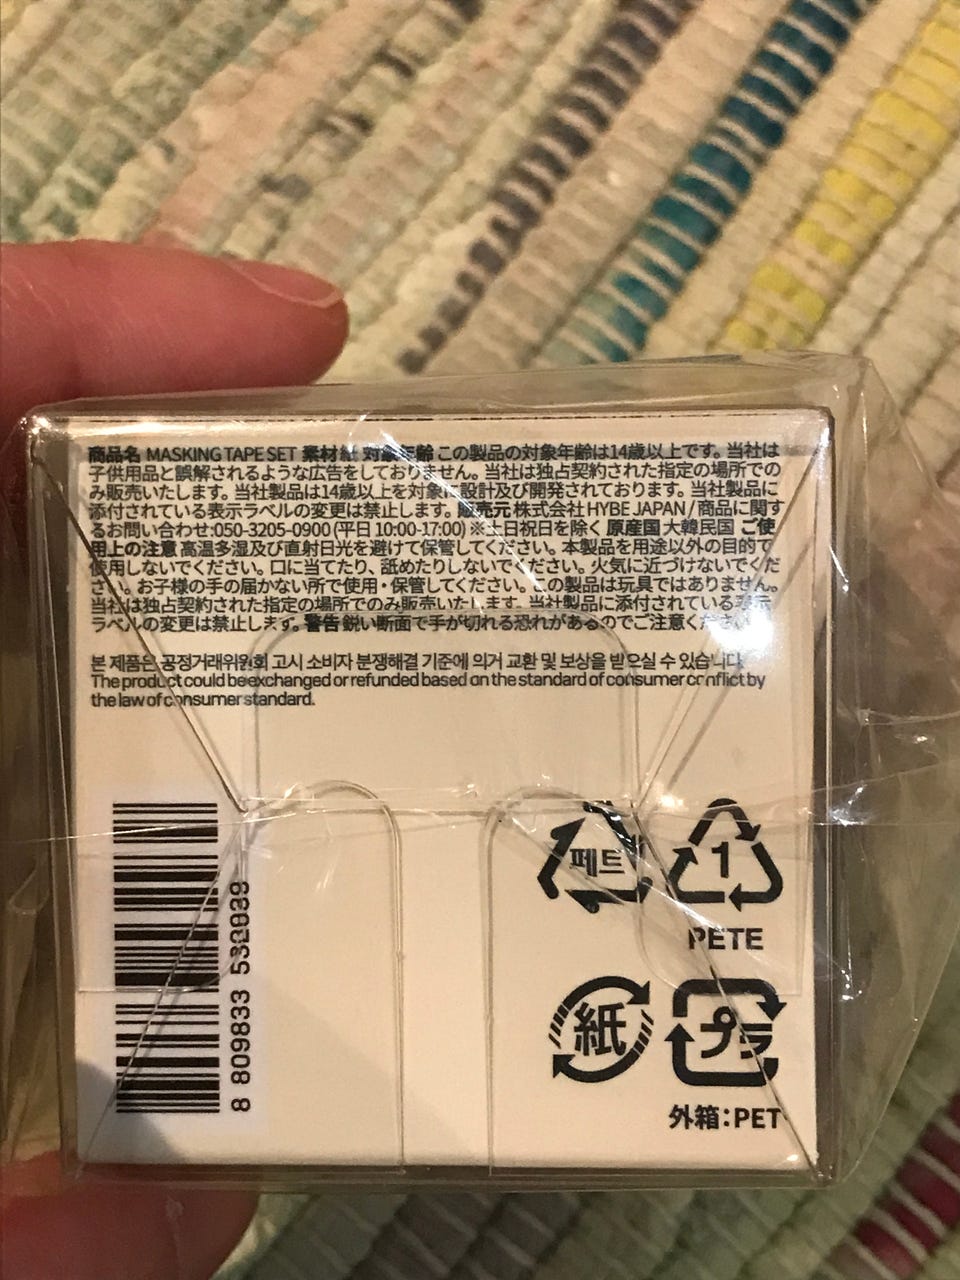 商品名 MASKING TAPE SET 素材 紙 対象年齢 この製品の対象年齢は14歳以上です。当社は
子供用品と誤解されるような広告をしておりません。当社は独占契約された指定の場所での
み販売いたします。当社製品は14歳以上を対象に設計及び開発されております。当社製品に
添付されている表示ラベルの変更は禁止します。販売元 株式会社 HYBE JAPAN / 商品に関す
るお問い合わせ:050-3205-0900 (平日 10:00-17:00) ※土日祝日を除く 原産国 大韓民国 ご使
用上の注意 高温多湿及び直射日光を避けて保管してください。本製品を用途以外の目的で
使用しないでください。口に当てたり、舐めたりしないでください。火気に近づけないでくだ
さい。お子様の手の届かない所で使用・保管してください。この製品は玩具ではありません。
当社は独占契約された指定の場所でのみ販売いたします。当社製品に添付されている表示
ラベルの変更は禁止します。警告 鋭い断面で手が切れる恐れがあるのでご注意ください。
본 제품은 공정거래위원회 고시 소비자 분쟁해결 기준에 의거 교환 및 보상을 받으실 수 있습니다.
The product could be exchanged or refunded based on the standard of consumer conflict by
the law of consumer standard.
8 809833
페트
1
PETE
紙
プラ
外箱:PET